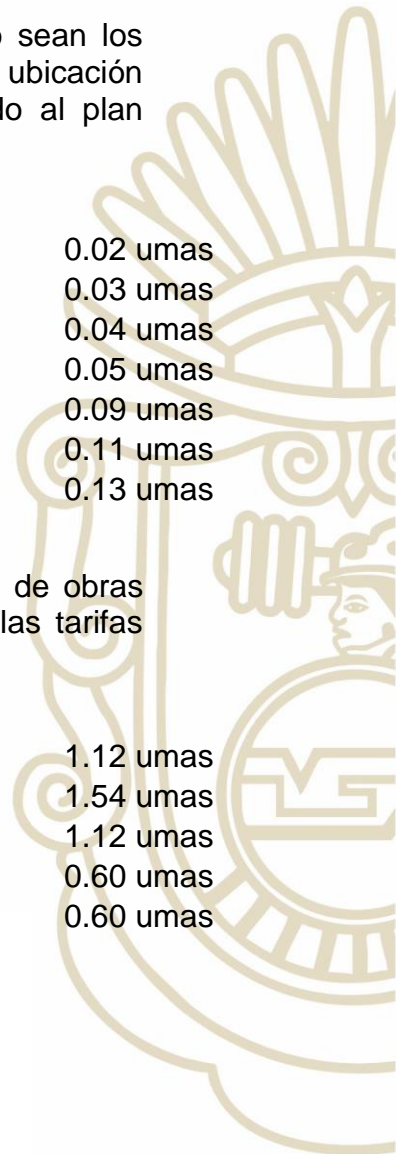 o sean los
ubicación
lo al plan
0.02 umas
0.03 umas
0.04 umas
0.05 umas
0.09 umas
0.11 umas
0.13 umas
de obras
las tarifas
1.12 umas
1.54 umas
1.12 umas
0.60 umas
0.60 umas